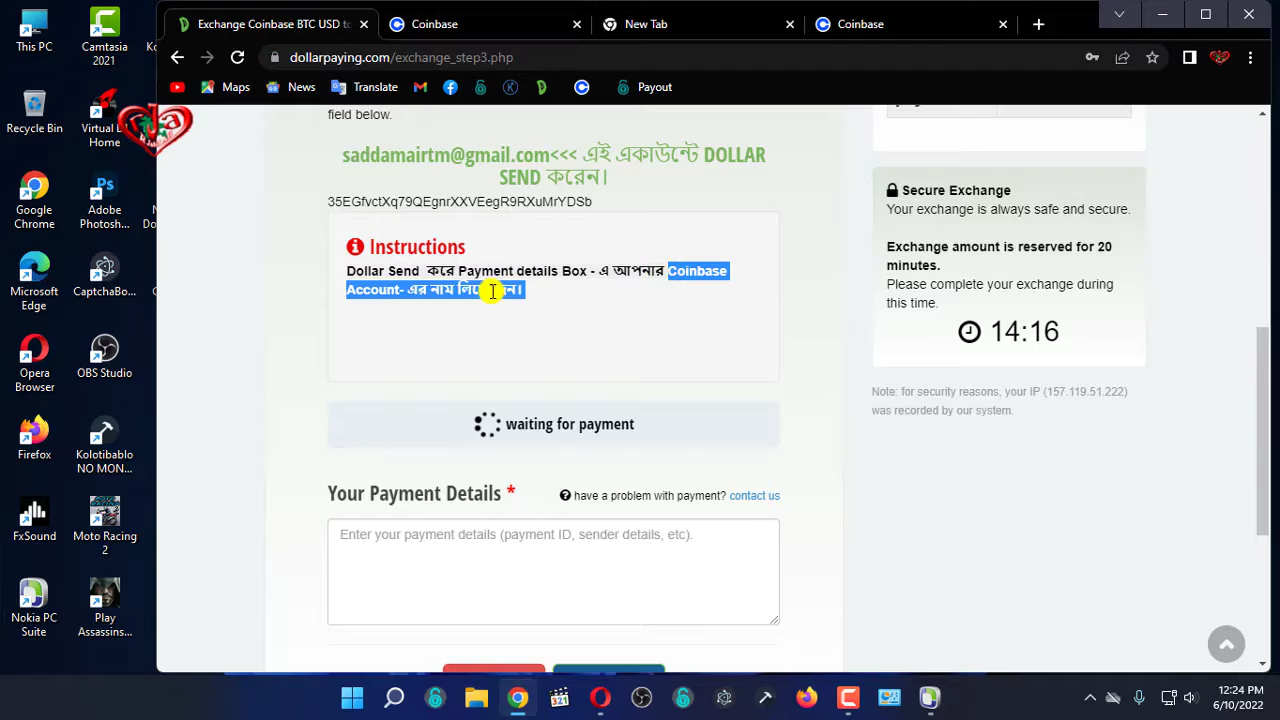 This PC
Camtasia 2021
Recycle Bin
Virtual DJ Home
Google Chrome
Adobe Photosh...
Microsoft Edge
CaptchaBo...
Opera Browser
OBS Studio
Firefox
Kolotibablo NO MON...
FxSound
Moto Racing 2
Nokia PC Suite
Play Assassins...
Exchange Coinbase BTC USD to
Coinbase
New Tab
Coinbase
dollarpaying.com/exchange_step3.php
Maps
News
Translate
Payout
field below.
saddamairtm@gmail.com<<< এই একাউন্টে DOLLAR
SEND করেন।
35EGfvctXq79QEgnrXXVEegR9RXuMrYDSb
Instructions
Dollar Send করে Payment details Box - এ আপনার Coinbase
Account- এর নাম
waiting for payment
Your Payment Details *
have a problem with payment? contact us
Enter your payment details (payment ID, sender details, etc).
Secure Exchange
Your exchange is always safe and secure.
Exchange amount is reserved for 20
minutes.
Please complete your exchange during
this time.
14:16
Note: for security reasons, your IP (157.119.51.222)
was recorded by our system.
12:24 PM
6/10/2022